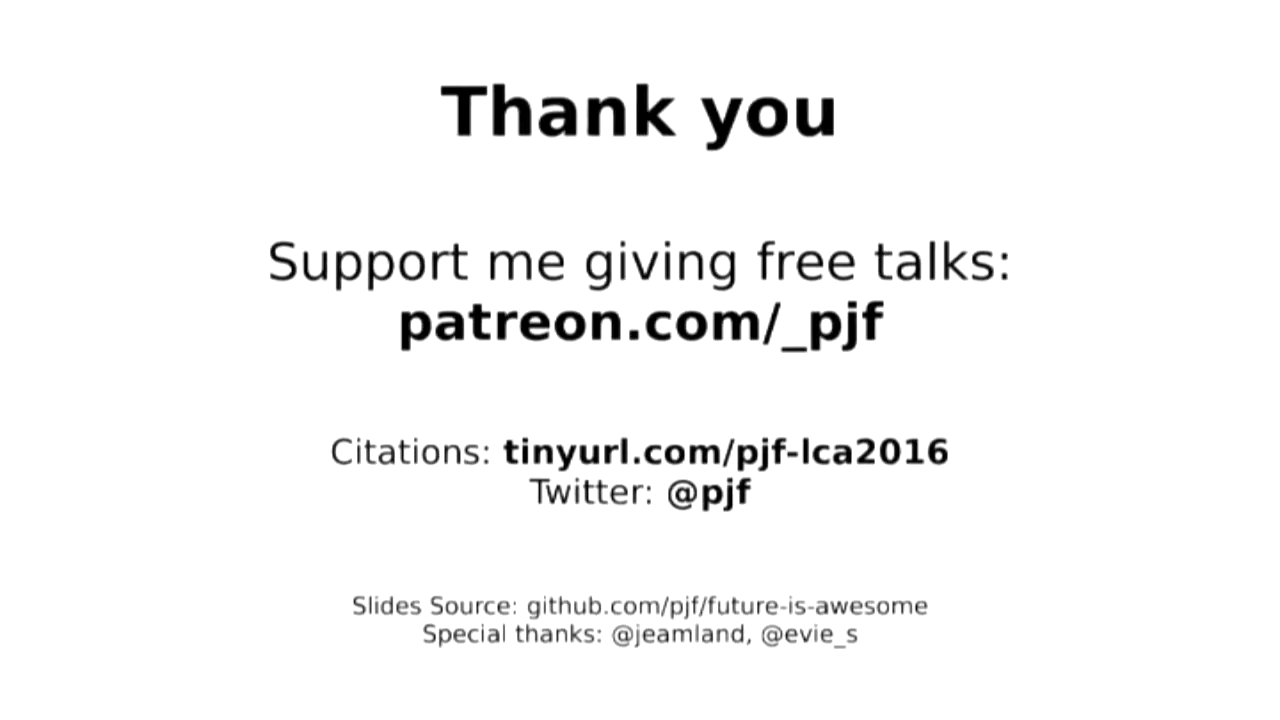 Thank you
Support me giving free talks:
patreon.com/_pjf
Citations: tinyurl.com/pjf-lca2016
Twitter: @pjf
Slides Source: github.com/pjf/future-is-awesome
Special thanks: @jeamland, @evie_s